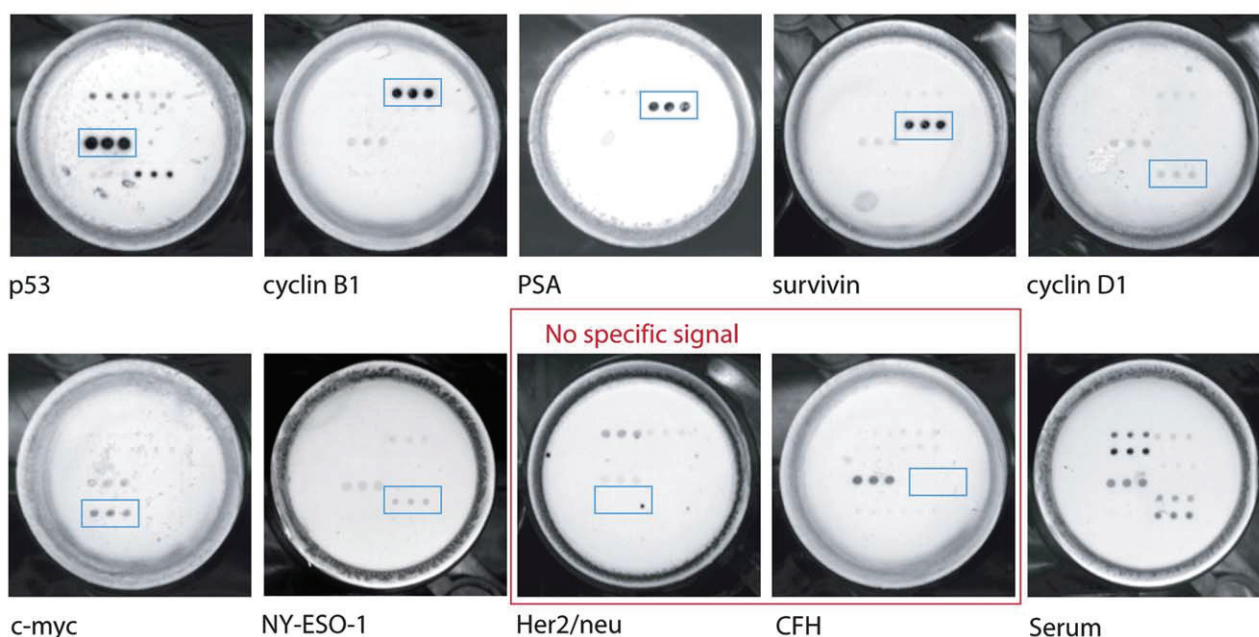 p53
cyclin B1
PSA
survivin
cyclin D1
No specific signal
c-myc
NY-ESO-1
Her2/neu
CFH
Serum